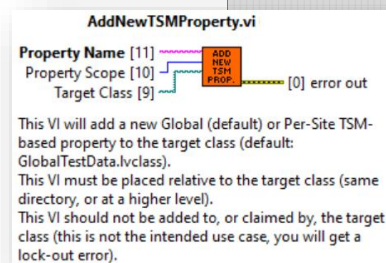 AddNewTSMProperty.vi
Property Name [11]
Property Scope [10]
Target Class [9]
ADD
NEW
TSM
PROP.
[0] error out
This VI will add a new Global (default) or Per-Site TSM-
based property to the target class (default:
GlobalTestData.lvclass).
This VI must be placed relative to the target class (same
directory, or at a higher level).
This VI should not be added to, or claimed by, the target
class (this is not the intended use case, you will get a
lock-out error).